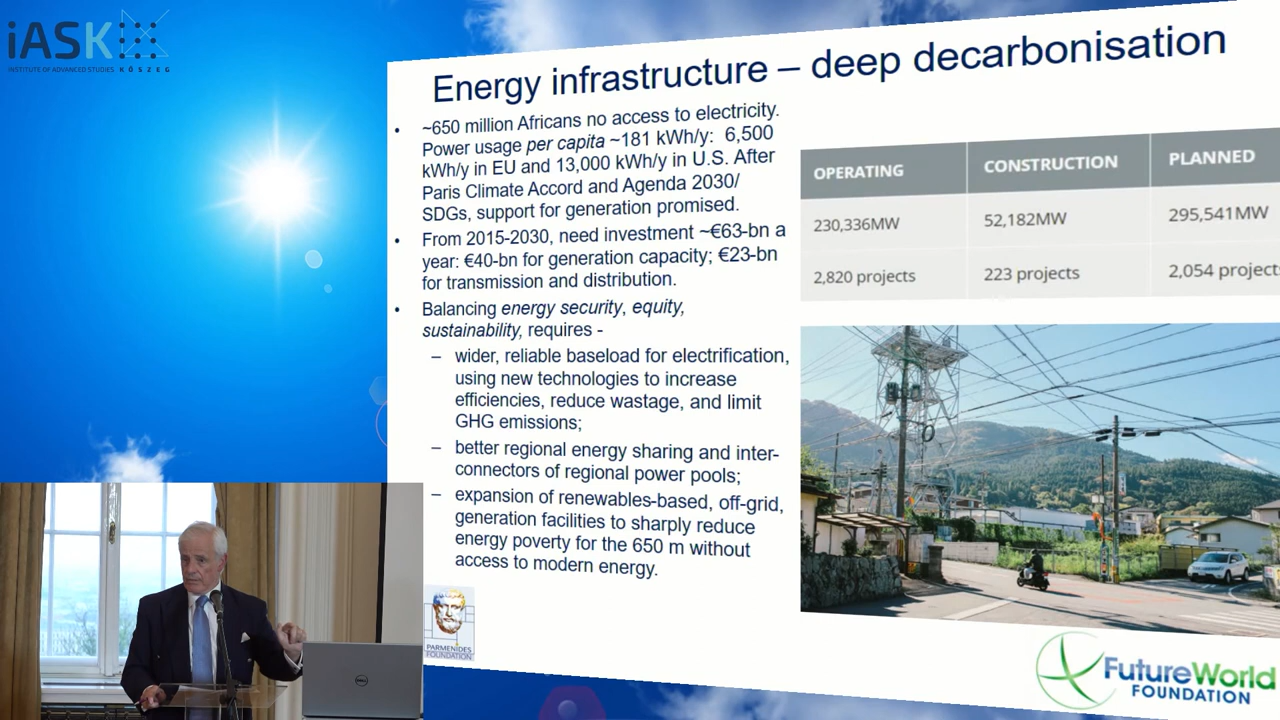 iASK
INSTITUTE OF ADVANCED STUDIES KŐSZEG
Energy infrastructure – deep decarbonisation
• ~650 million Africans no access to electricity.
Power usage per capita ~181 kWh/y: 6,500
kWh/y in EU and 13,000 kWh/y in U.S. After
Paris Climate Accord and Agenda 2030/
SDGs, support for generation promised.
• From 2015-2030, need investment ~€63-bn a
year: €40-bn for generation capacity; €23-bn
for transmission and distribution.
• Balancing energy security, equity,
sustainability, requires -
– wider, reliable baseload for electrification,
using new technologies to increase
efficiencies, reduce wastage, and limit
GHG emissions;
– better regional energy sharing and inter-
connectors of regional power pools;
– expansion of renewables-based, off-grid,
generation facilities to sharply reduce
energy poverty for the 650 m without
access to modern energy.
OPERATING CONSTRUCTION PLANNED
230,336MW 52,182MW 295,541MW
2,820 projects 223 projects 2,054 projects
PARMENIDES
FOUNDATION
FutureWorld
FOUNDATION
DELL